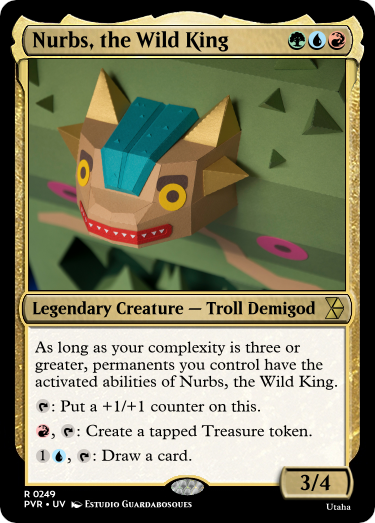 Nurbs, the Wild King
Legendary Creature — Troll Demigod
As long as your complexity is three or
greater, permanents you control have the
activated abilities of Nurbs, the Wild King.
: Put a +1/+1 counter on this.
, : Create a tapped Treasure token.
1, : Draw a card.
3/4
R 0249
PVR • UV Estudio Guardabosques
Utaha